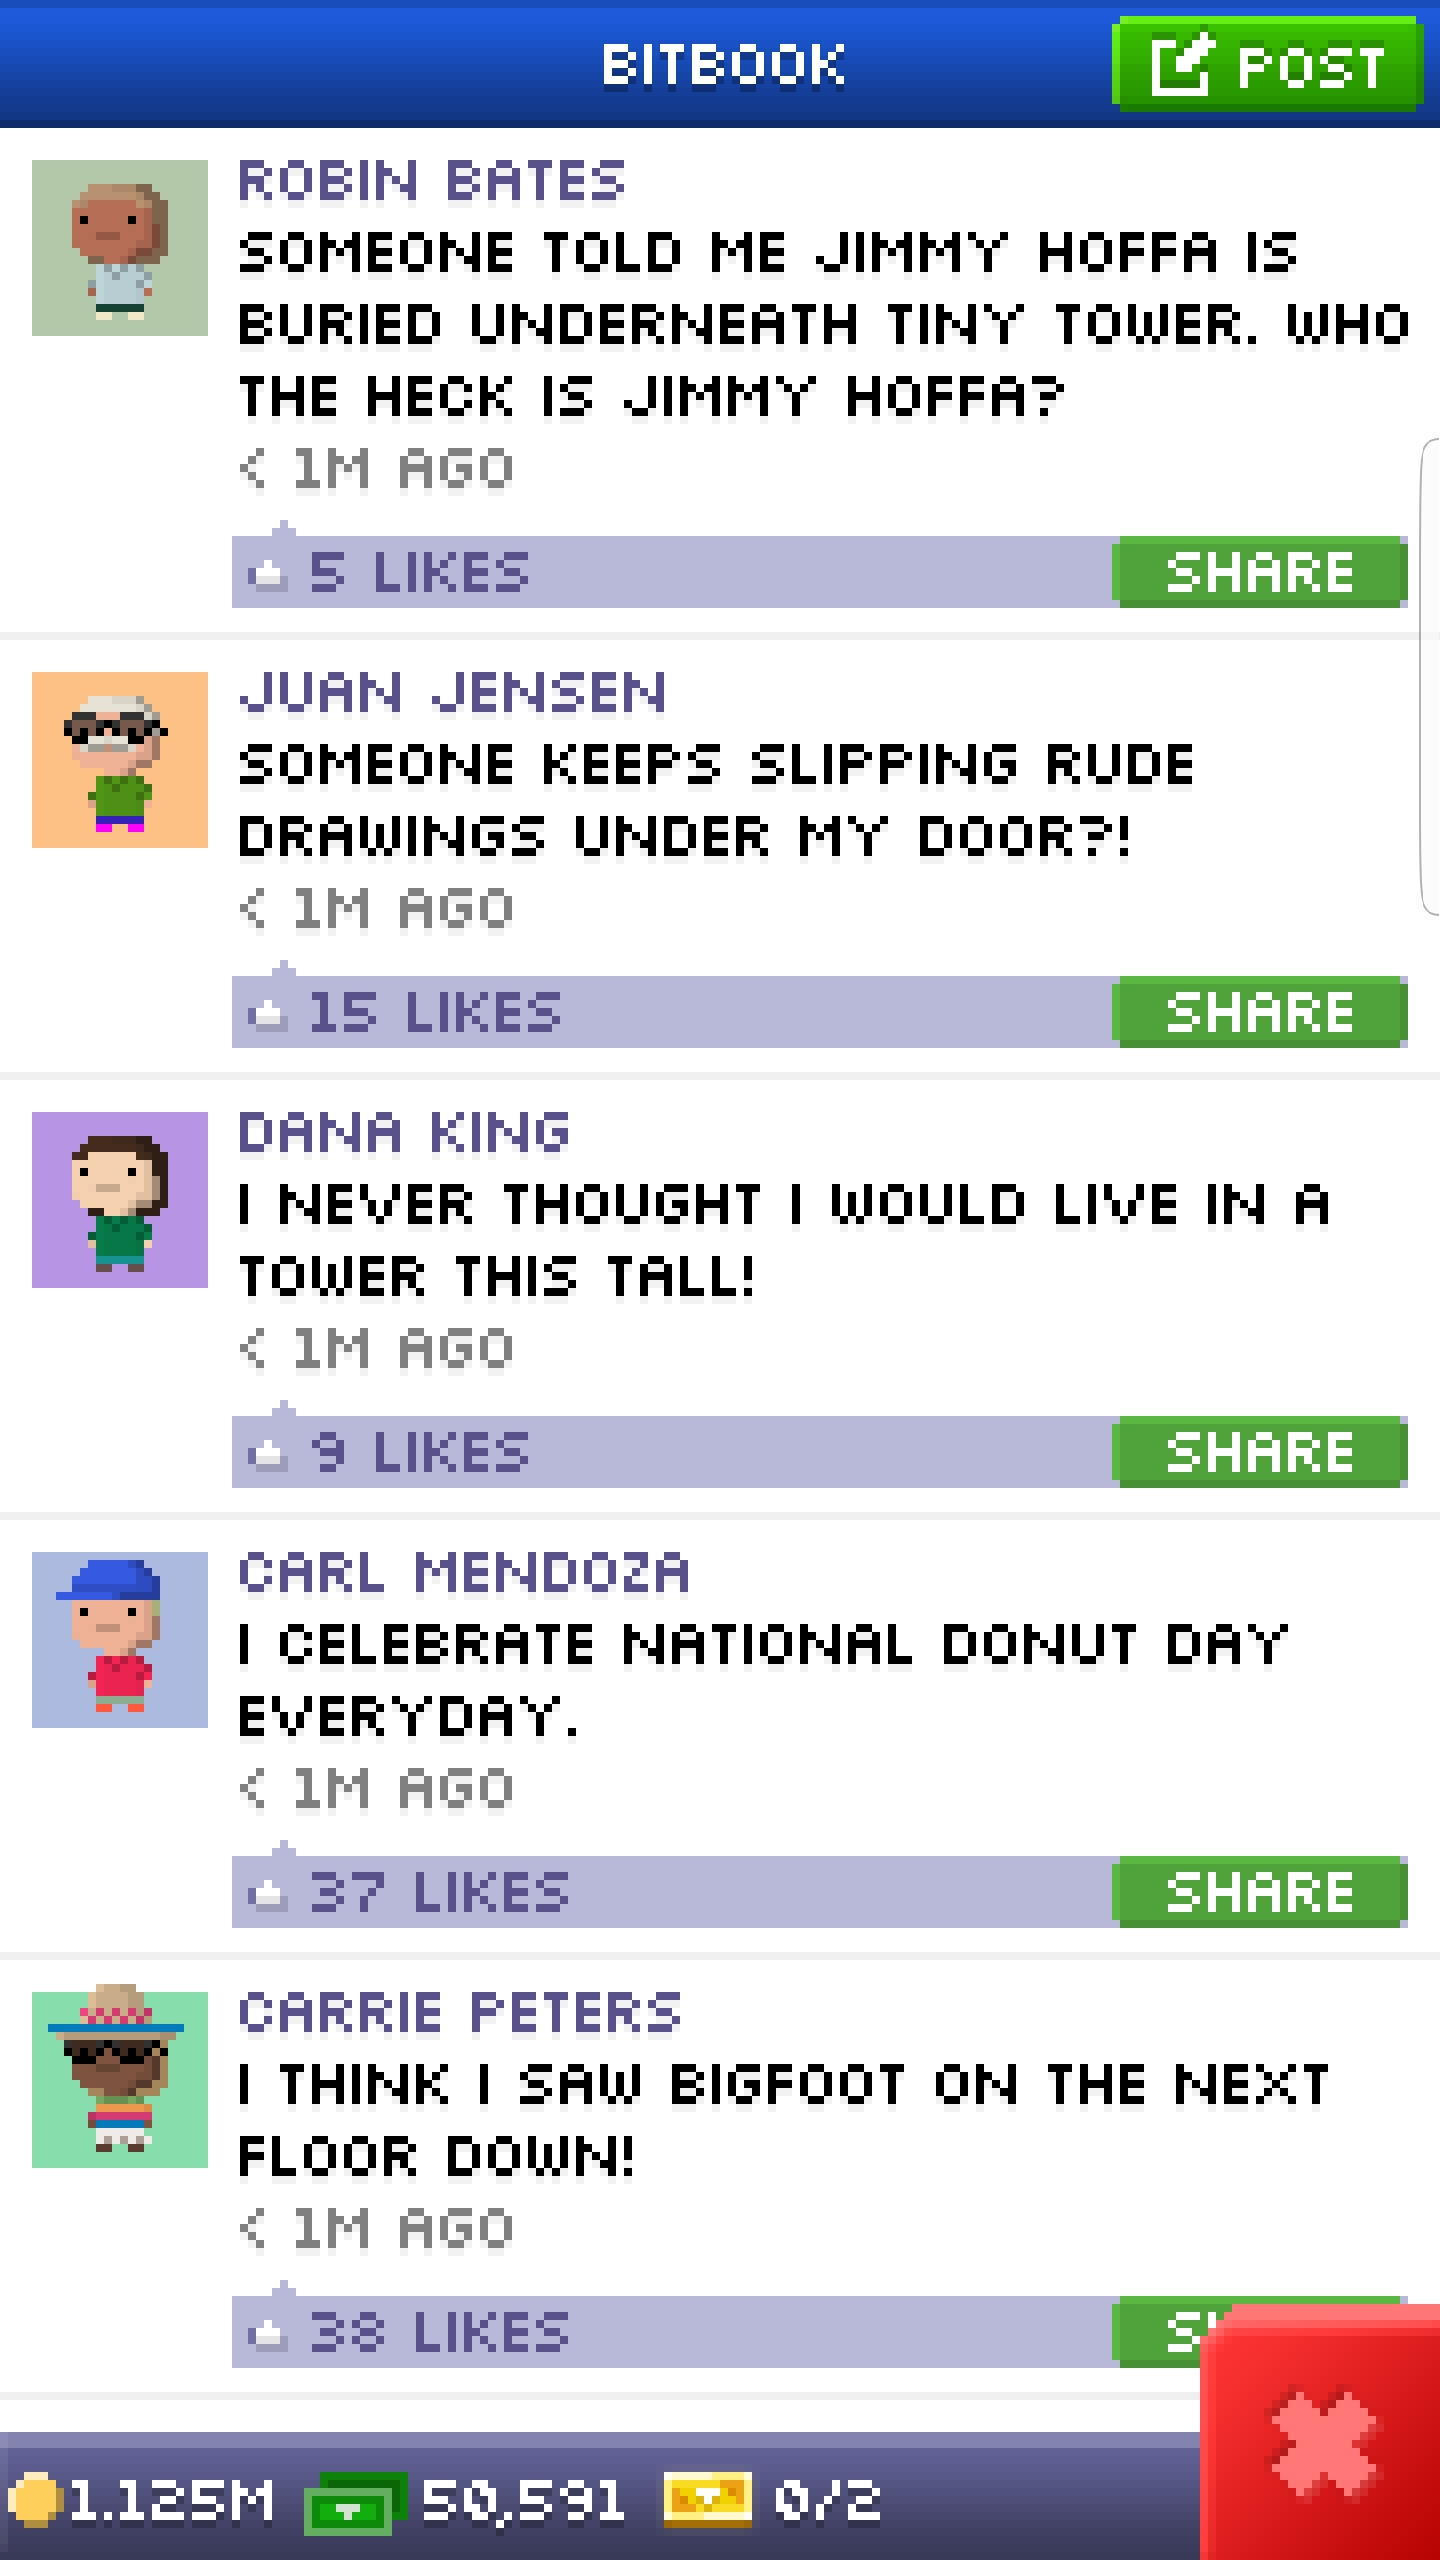 BITBOOK
POST
ROBIN BATES
SOMEONE TOLD ME JIMMY HOFFA IS
BURIED UNDERNEATH TINY TOWER. WHO
THE HECK IS JIMMY HOFFA?
< 1M AGO
5 LIKES
SHARE
JUAN JENSEN
SOMEONE KEEPS SLIPPING RUDE
DRAWINGS UNDER MY DOOR?!
< 1M AGO
15 LIKES
SHARE
DANA KING
I NEVER THOUGHT I WOULD LIVE IN A
TOWER THIS TALL!
< 1M AGO
9 LIKES
SHARE
CARL MENDOZA
I CELEBRATE NATIONAL DONUT DAY
EVERYDAY.
< 1M AGO
37 LIKES
SHARE
CARRIE PETERS
I THINK I SAW BIGFOOT ON THE NEXT
FLOOR DOWN!
< 1M AGO
38 LIKES
1.125M
50,591
0/2